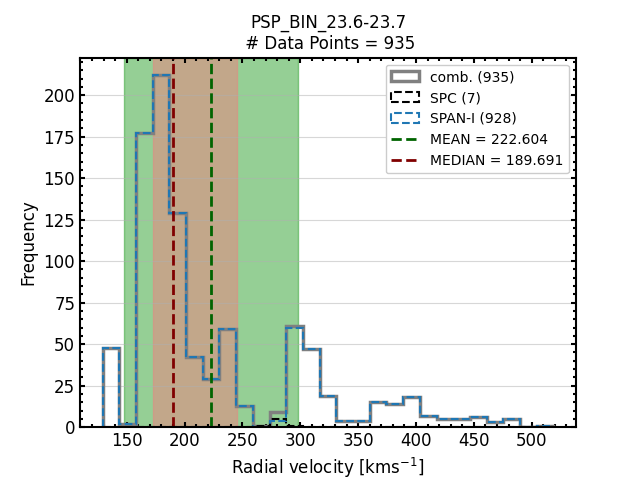 PSP_BIN_23.6-23.7
# Data Points = 935
comb. (935)
SPC (7)
SPAN-I (928)
MEAN = 222.604
MEDIAN = 189.691
Frequency
200
175
150
125
100
75
50
25
0
150 200 250 300 350 400 450 500
Radial velocity [kms⁻¹]